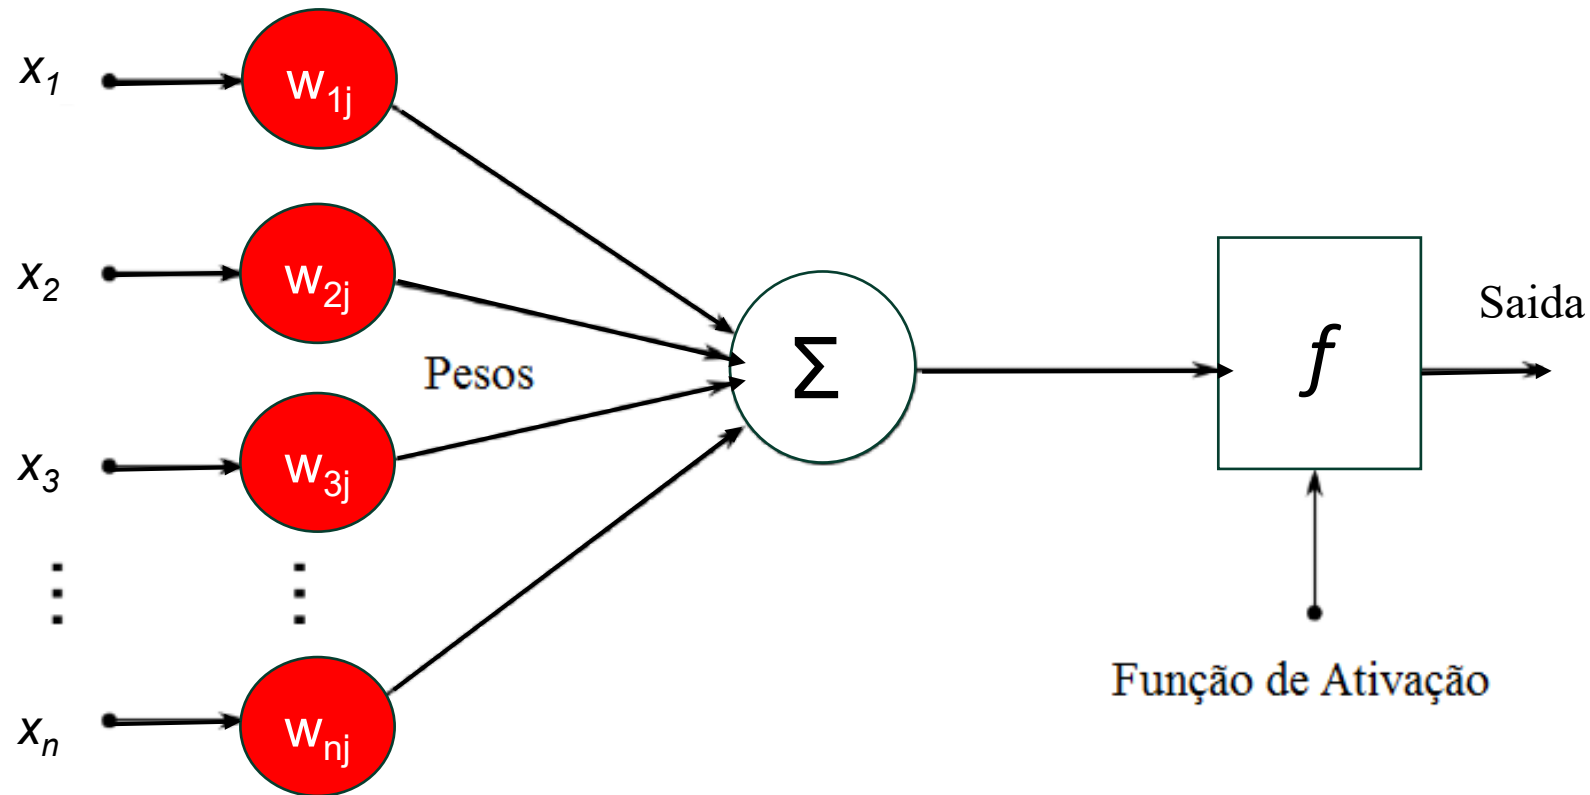 x1
w1j
x2
w2j
Pesos
x3
w3j
xn
wnj
Σ
f
Saida
Função de Ativação